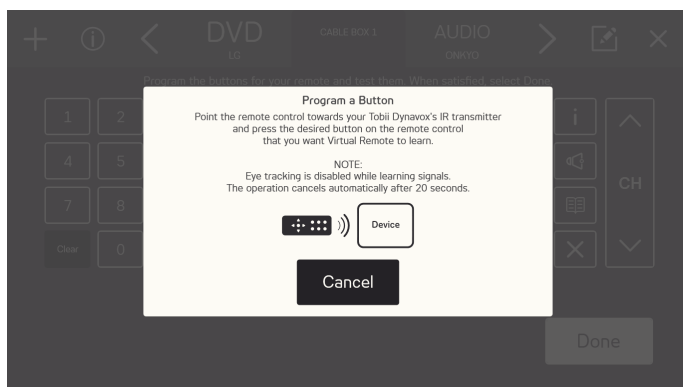 DVD
LG
CABLE BOX 1
AUDIO
ONKYO
Program the buttons for your remote and test them. When satisfied, select Done.
Program a Button
Point the remote control towards your Tobii Dynavox's IR transmitter
and press the desired button on the remote control
that you want Virtual Remote to learn.
NOTE:
Eye tracking is disabled while learning signals.
The operation cancels automatically after 20 seconds.
Device
Cancel
1 2
4 5
7 8
Clear 0
CH
Done